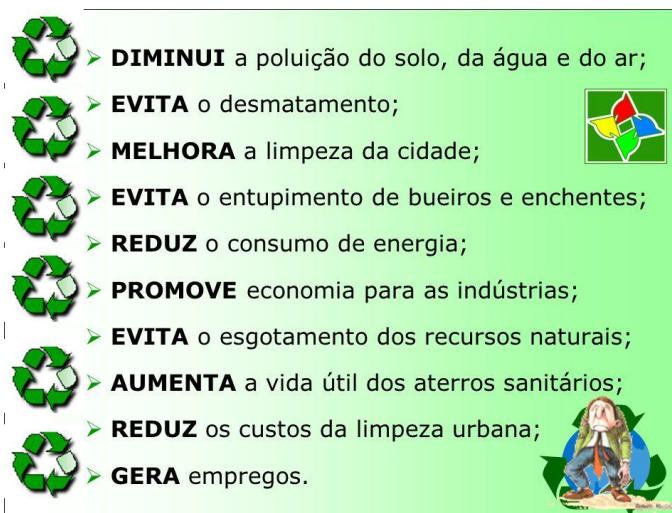 DIMINUI a poluição do solo, da água e do ar;
EVITA o desmatamento;
MELHORA a limpeza da cidade;
EVITA o entupimento de bueiros e enchentes;
REDUZ o consumo de energia;
PROMOVE economia para as indústrias;
EVITA o esgotamento dos recursos naturais;
AUMENTA a vida útil dos aterros sanitários;
REDUZ os custos da limpeza urbana;
GERA empregos.